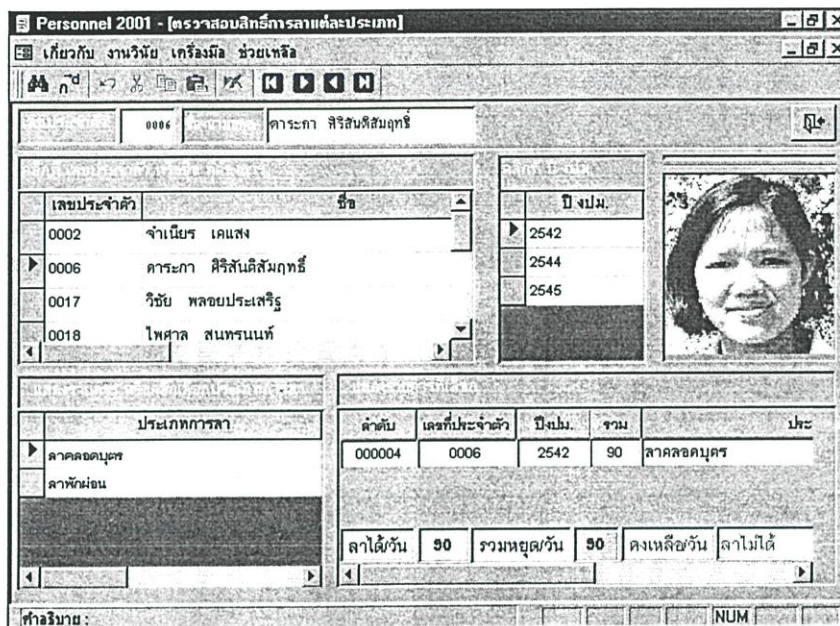 Personnel 2001 - [ตรวจสอบสิทธิ์การลาแต่ละประเภท]
เกี่ยวกับ งานวินัย เครื่องมือ ช่วยเหลือ
0006 ดาระกา ศิริสันติสัมฤทธิ์
เลขประจำตัว ชื่อ
0002 จำเนียร เคแสง
0006 ดาระกา ศิริสันติสัมฤทธิ์
0017 วิชัย พลอยประเสริฐ
0018 ไพศาล สนทรนนท์
ปี งปม.
2542
2544
2545
ประเภทการลา
ลาคลอดบุตร
ลาพักผ่อน
ลำดับ เลขที่ประจำตัว ปีงปม. รวม ประ
000004 0006 2542 90 ลาคลอดบุตร
ลาได้/วัน 90 รวมหยุด/วัน 90 คงเหลือ/วัน ลาไม่ได้
คำอธิบาย : NUM